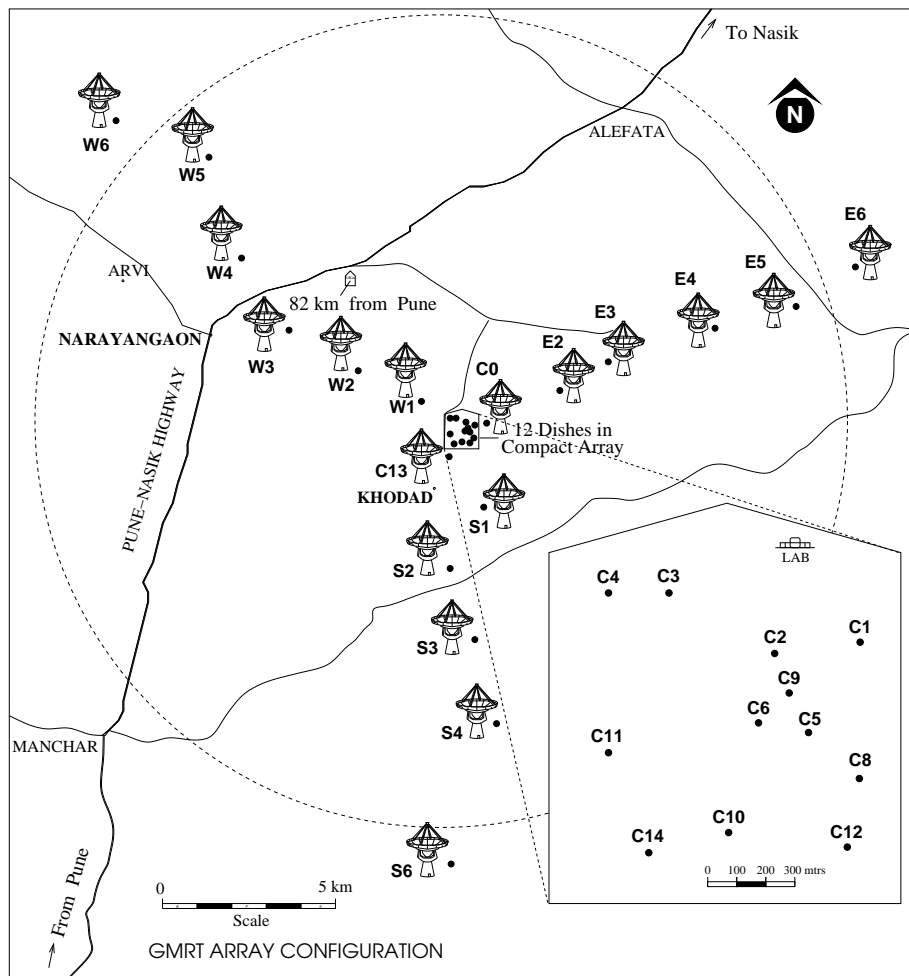 To Nasik
N
ALEFATA
W6
W5
W4
E6
ARVI
E5
E4
82 km from Pune
E3
NARAYANGAON
W3
W2
E2
C0
W1
PUNE–NASIK HIGHWAY
12 Dishes in
Compact Array
C13
KHODAD
S1
S2
LAB
C4
C3
C1
C2
S3
C9
C6
C5
S4
MANCHAR
C11
C8
C10
C12
C14
S6
0 100 200 300 mtrs
0 5 km
Scale
From Pune
GMRT ARRAY CONFIGURATION